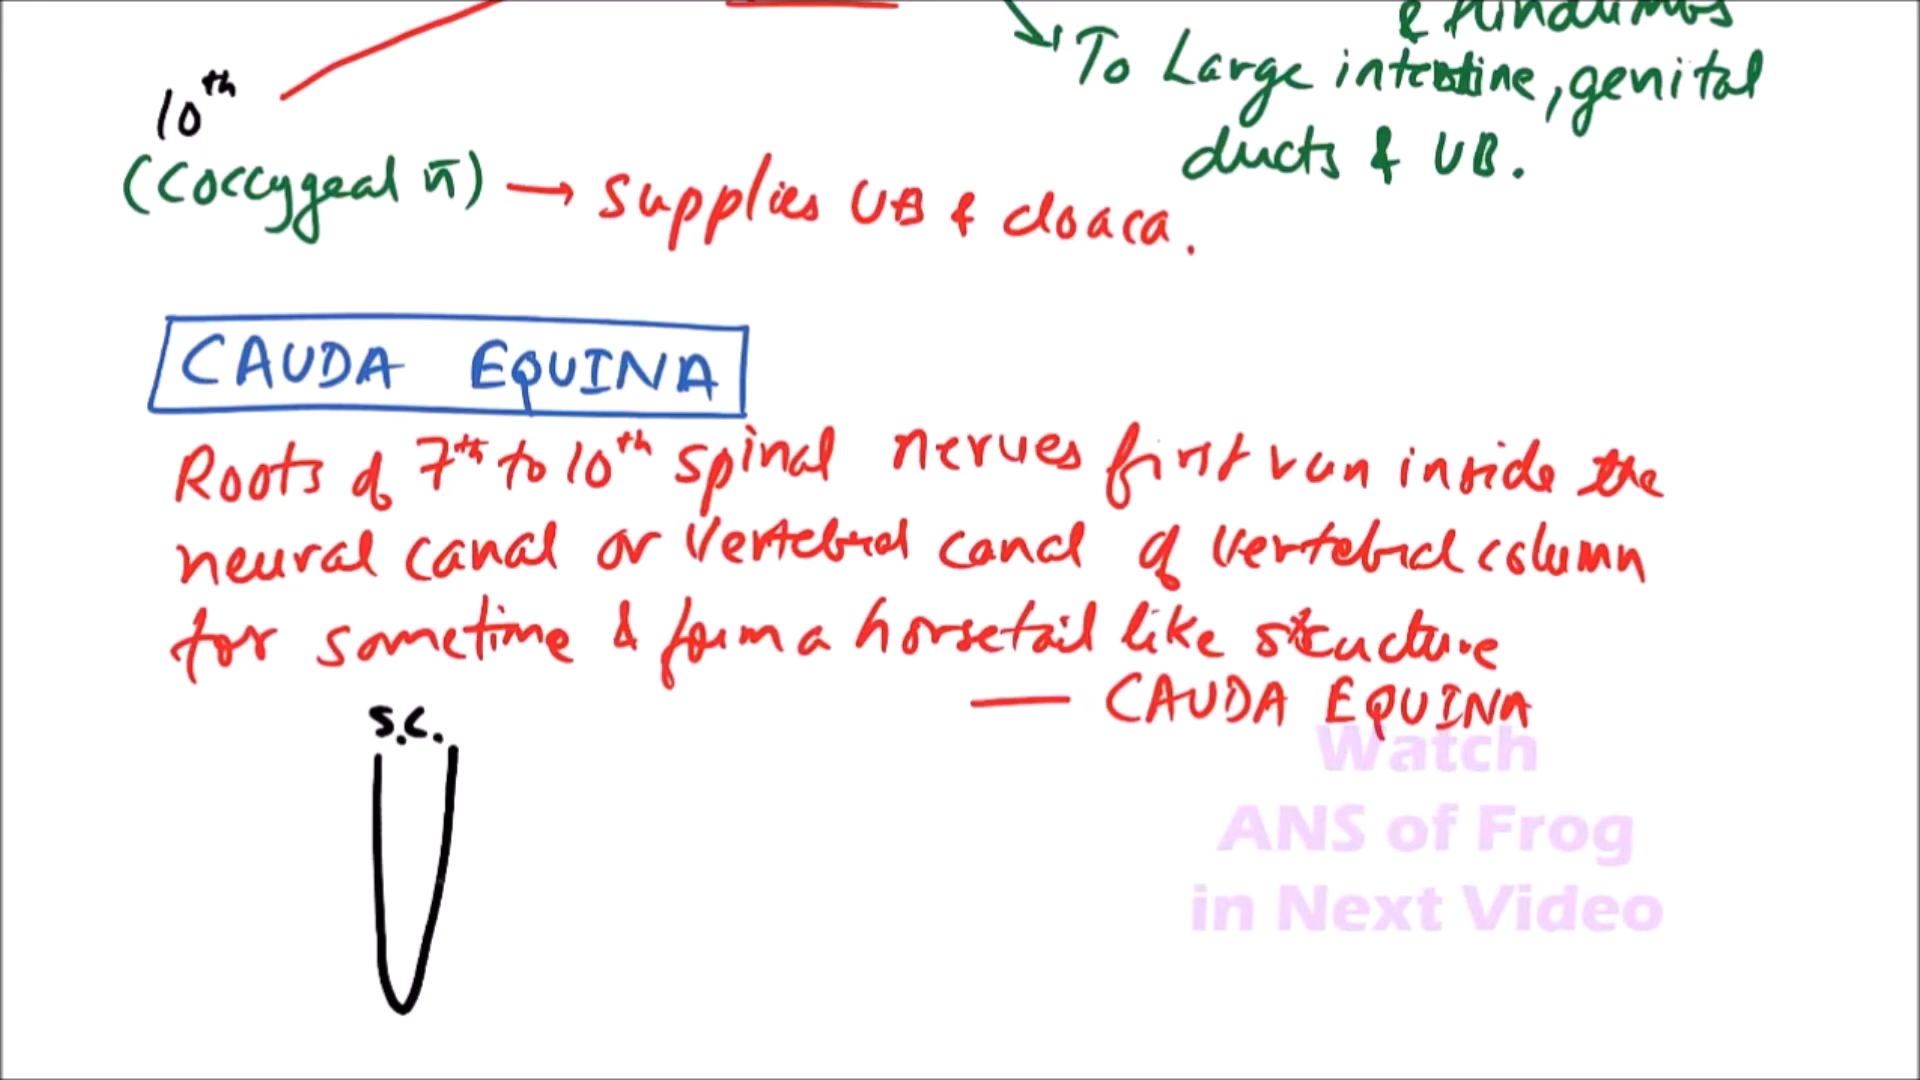 & hindlimbs
To Large intestine, genital
ducts & UB.
10th
(Coccygeal n̄) → supplies UB & cloaca.
CAUDA EQUINA
Roots of 7th to 10th spinal nerves first run inside the
neural canal or vertebral canal of vertebral column
for sometime & form a horsetail like structure
— CAUDA EQUINA
S.C.
Watch
ANS of Frog
in Next Video